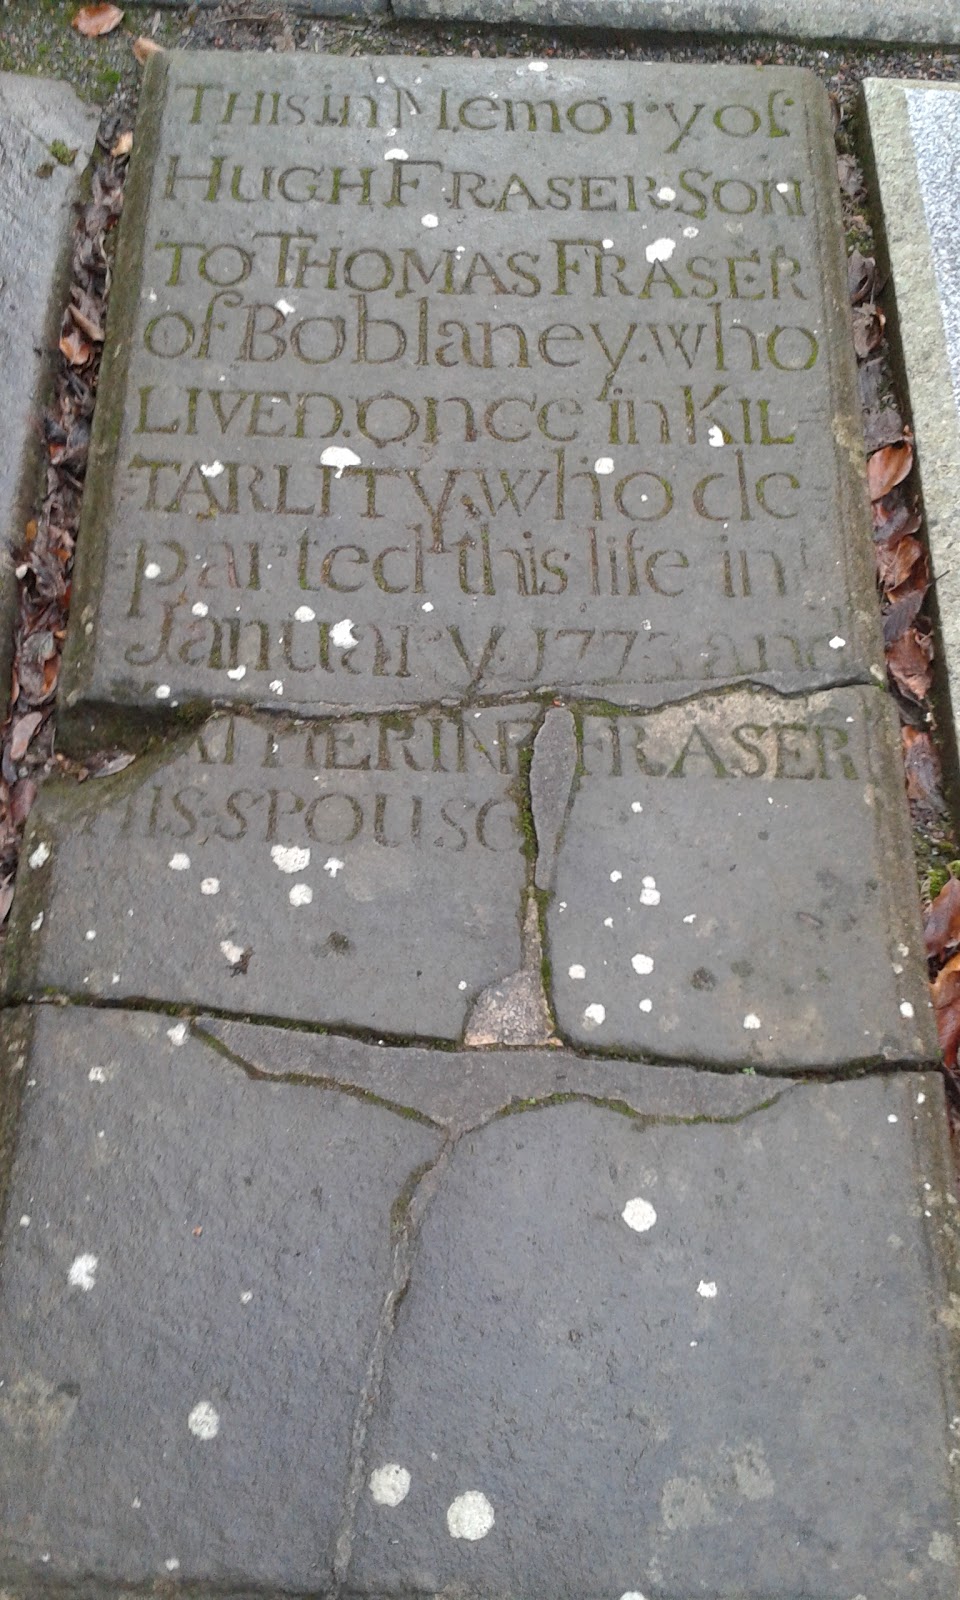 THIS.in Memory of
HUGH FRASER SON
TO THOMAS FRASER
of Boblaney.who
LIVED.once in KIL
TARLITY.who de
parted this life in
January 1773 and
KATHERINE FRASER
HIS.SPOUSe